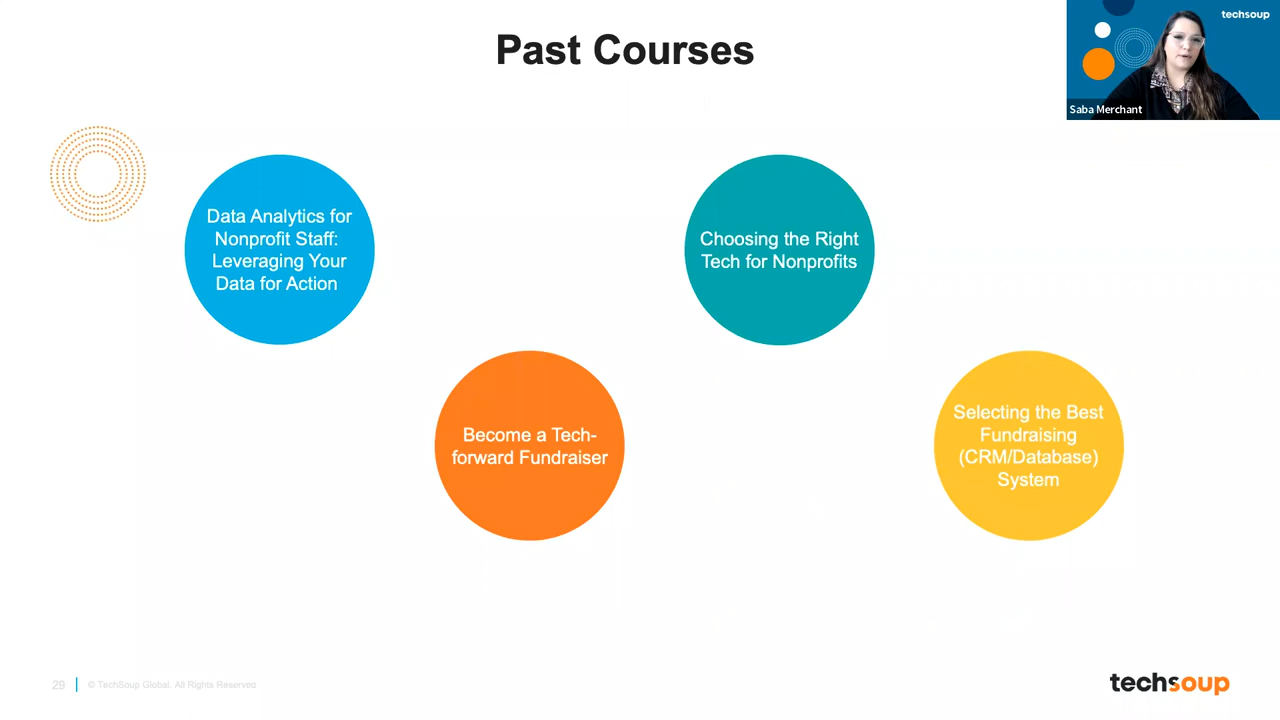 Past Courses
techsoup
Saba Merchant
Data Analytics for
Nonprofit Staff:
Leveraging Your
Data for Action
Choosing the Right
Tech for Nonprofits
Become a Tech-
forward Fundraiser
Selecting the Best
Fundraising
(CRM/Database)
System
29
© TechSoup Global. All Rights Reserved
techsoup